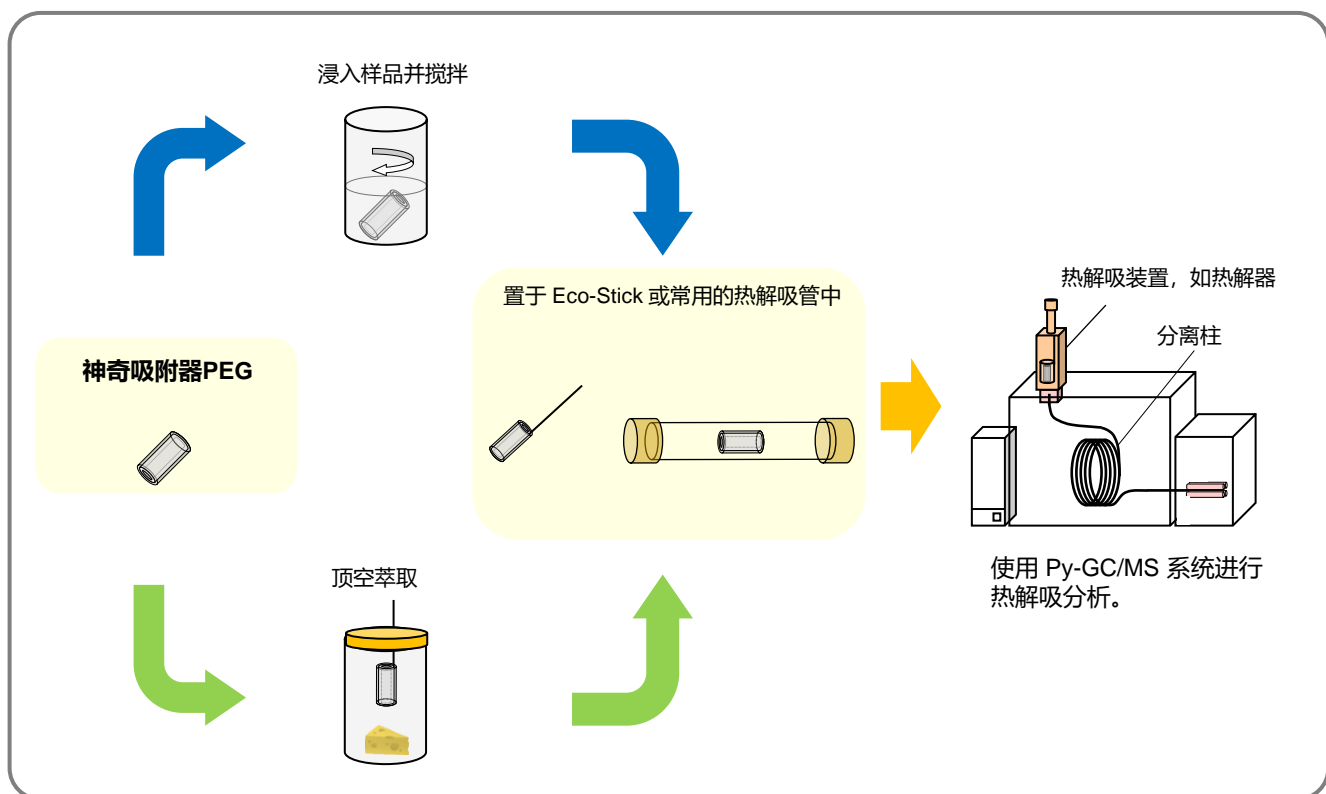 浸入样品并搅拌
神奇吸附器PEG
置于 Eco-Stick 或常用的热解吸管中
热解吸装置，如热解器
分离柱
顶空萃取
使用 Py-GC/MS 系统进行
热解吸分析。